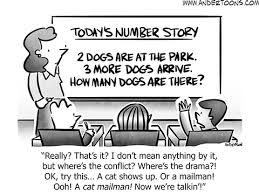 WWW.ANDERTOONS.COM
TODAY'S NUMBER STORY
2 DOGS ARE AT THE PARK.
3 MORE DOGS ARRIVE.
HOW MANY DOGS ARE THERE?
"Really? That's it? I don't mean anything by it,
but where's the conflict? Where's the drama?!
OK, try this... A cat shows up. Or a mailman!
Ooh! A cat mailman! Now we're talkin'!"